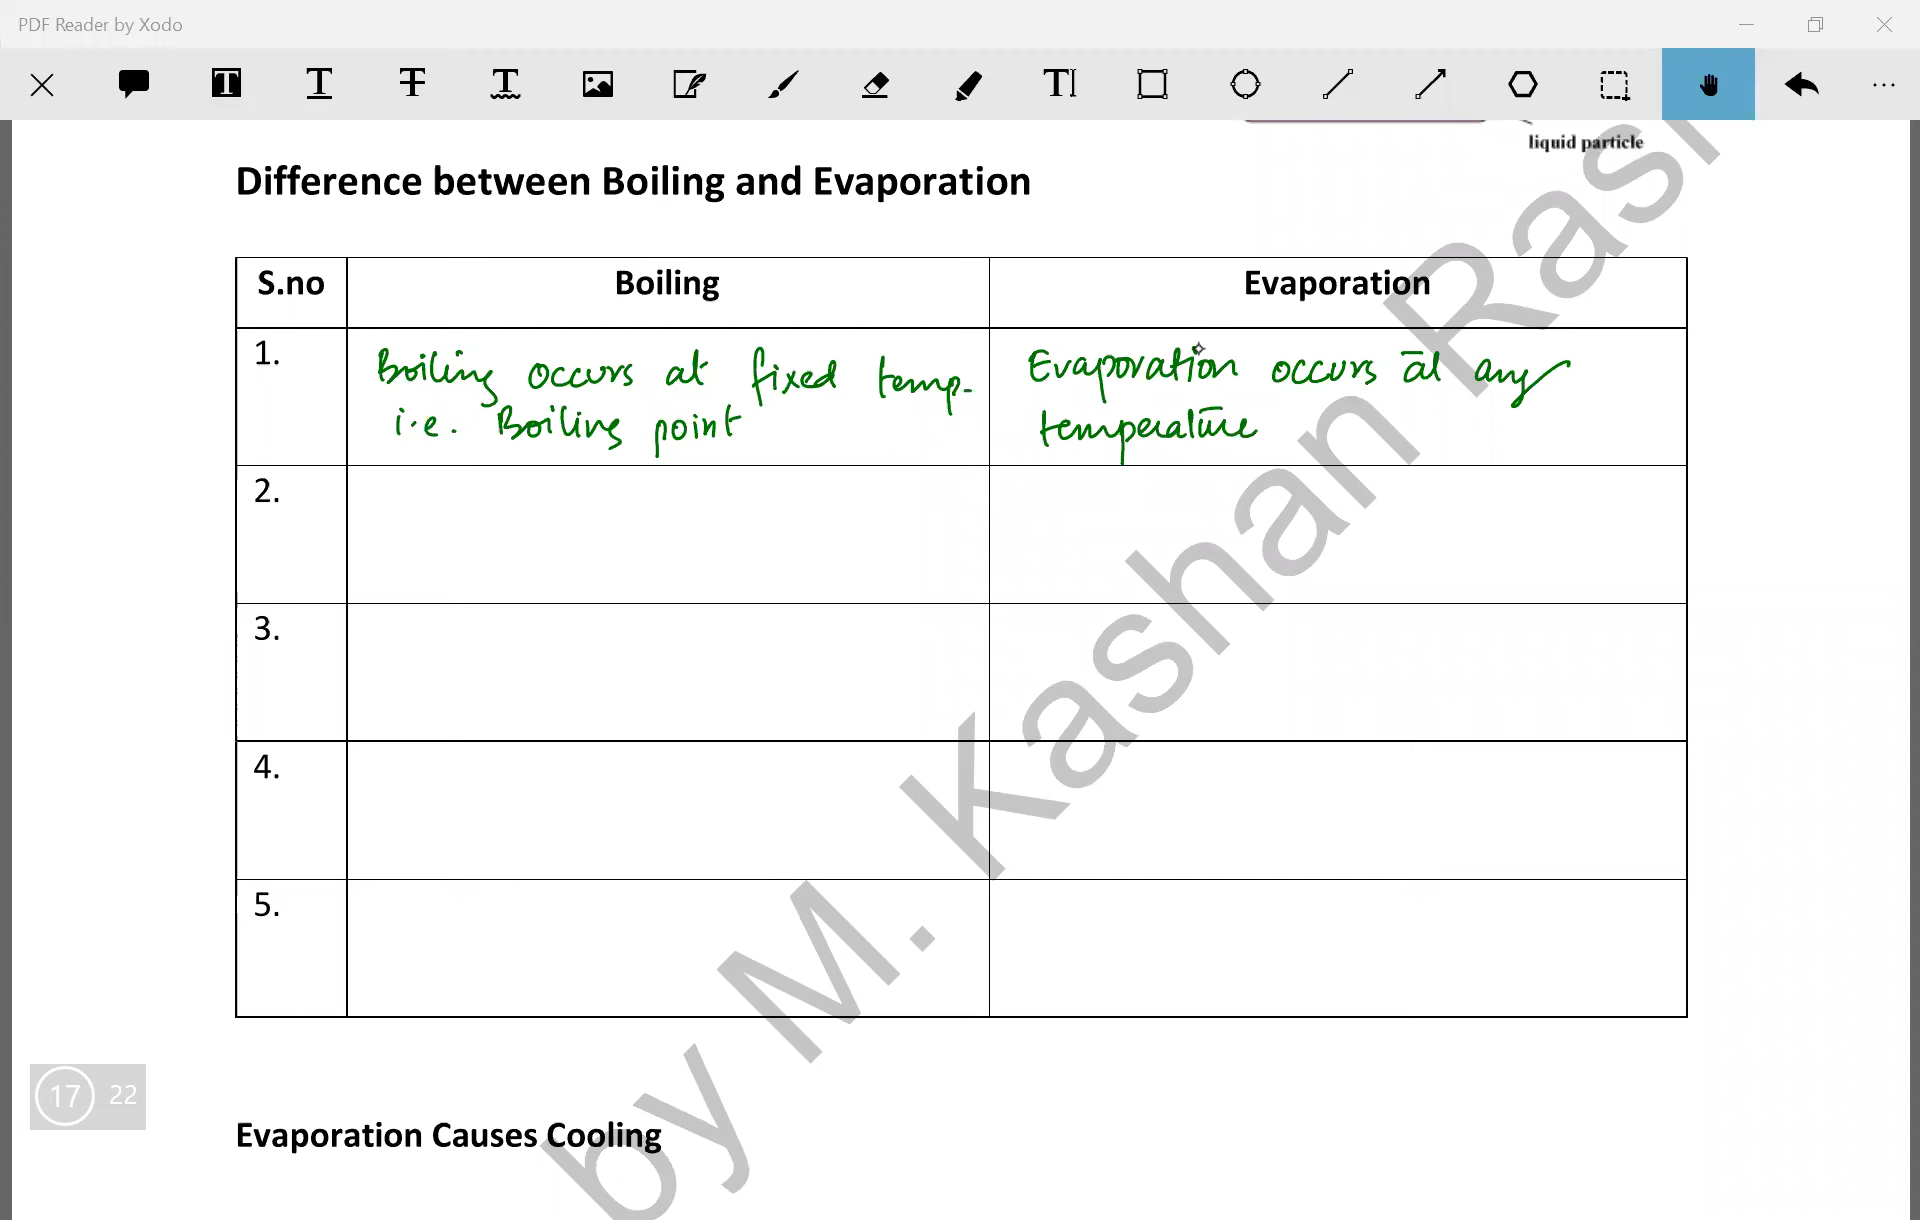 PDF Reader by Xodo
liquid particle
Difference between Boiling and Evaporation
S.no Boiling Evaporation
1. Boiling occurs at fixed temp. Evaporation occurs at any
i.e. Boiling point temperature
2.
3.
4.
5.
17 22
Evaporation Causes Cooling
by M. Kashan Rash